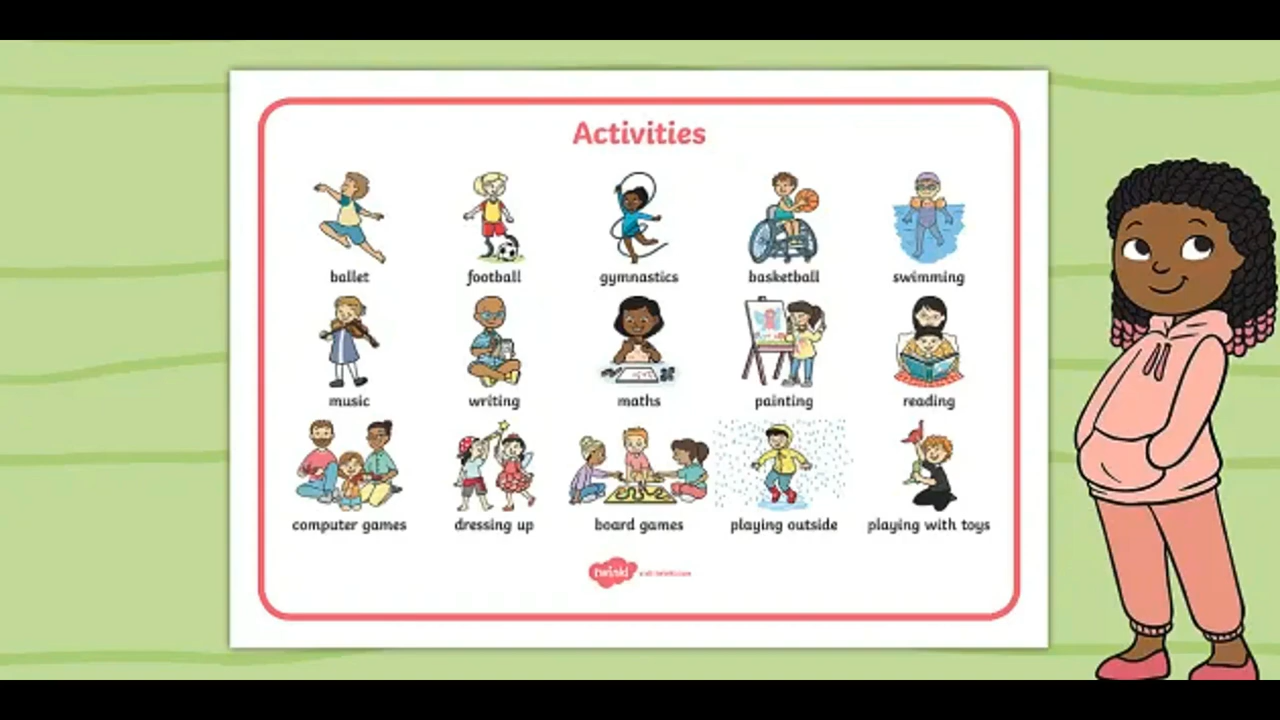 Activities
ballet football gymnastics basketball swimming
music writing maths painting reading
computer games dressing up board games playing outside playing with toys
twinkl